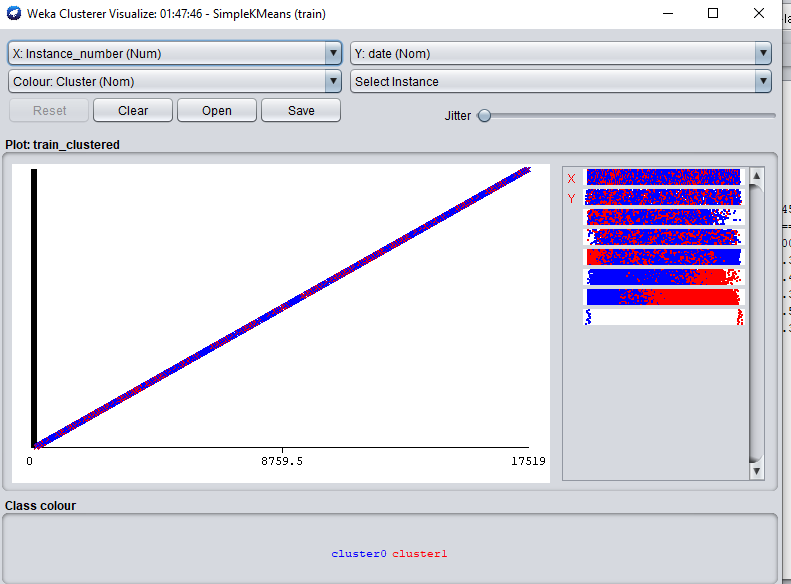 Weka Clusterer Visualize: 01:47:46 - SimpleKMeans (train)
X: Instance_number (Num) Y: date (Nom)
Colour: Cluster (Nom) Select Instance
Reset Clear Open Save Jitter
Plot: train_clustered
X
Y
0 8759.5 17519
Class colour
cluster0 cluster1